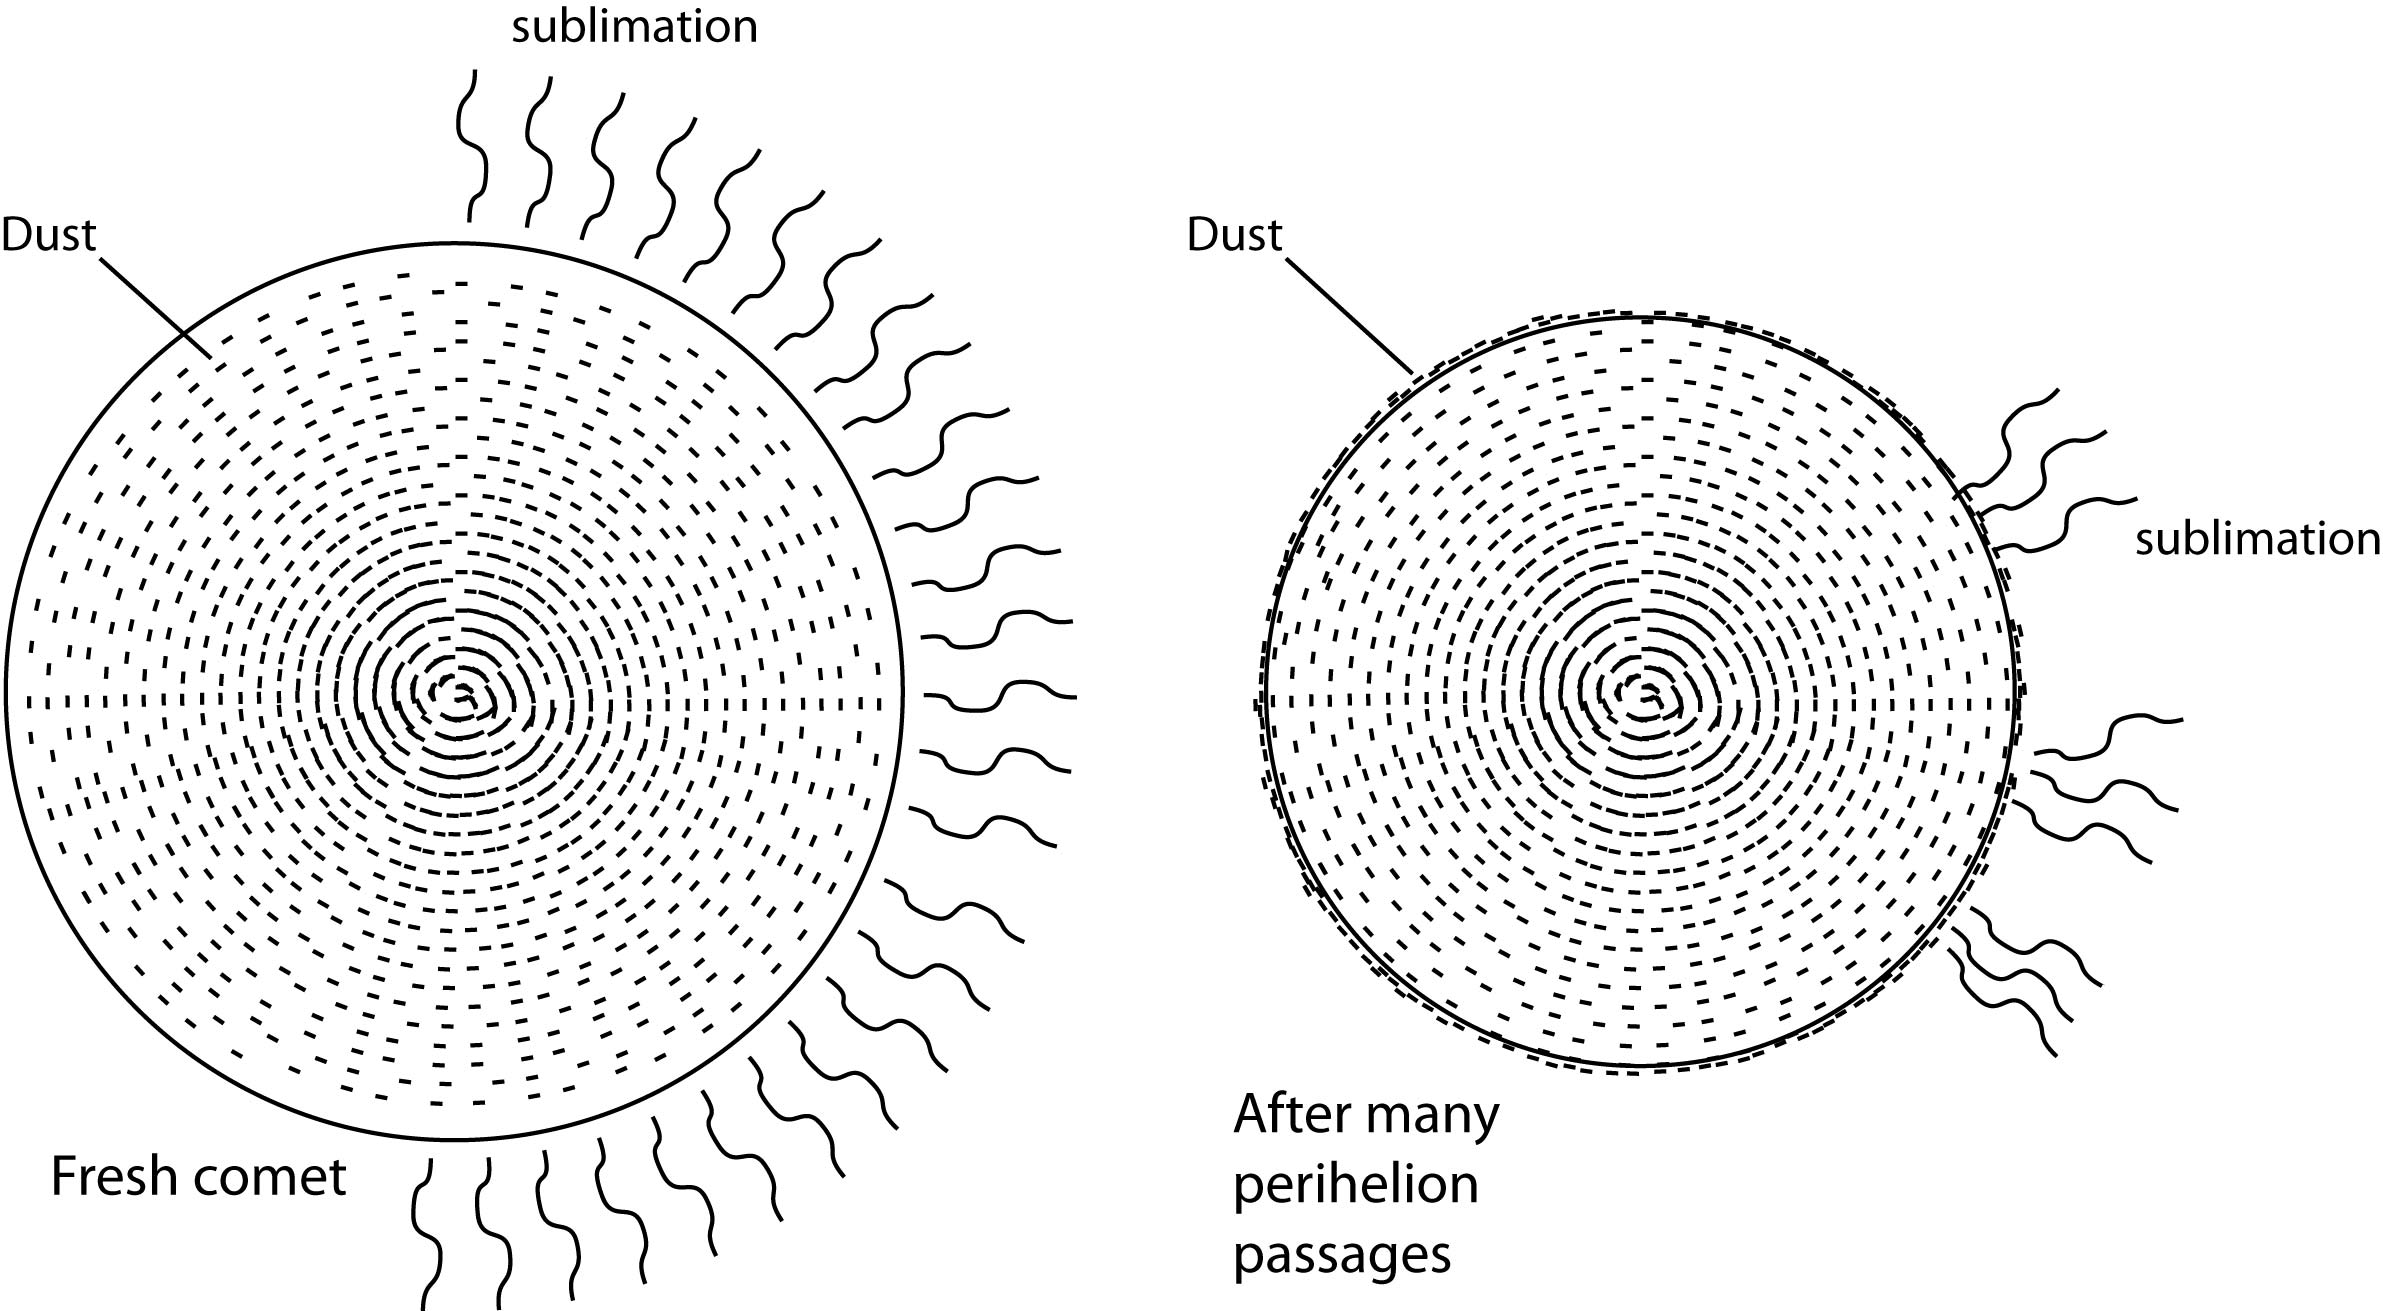 sublimation
Dust
Dust
sublimation
Fresh comet
After many
perihelion
passages